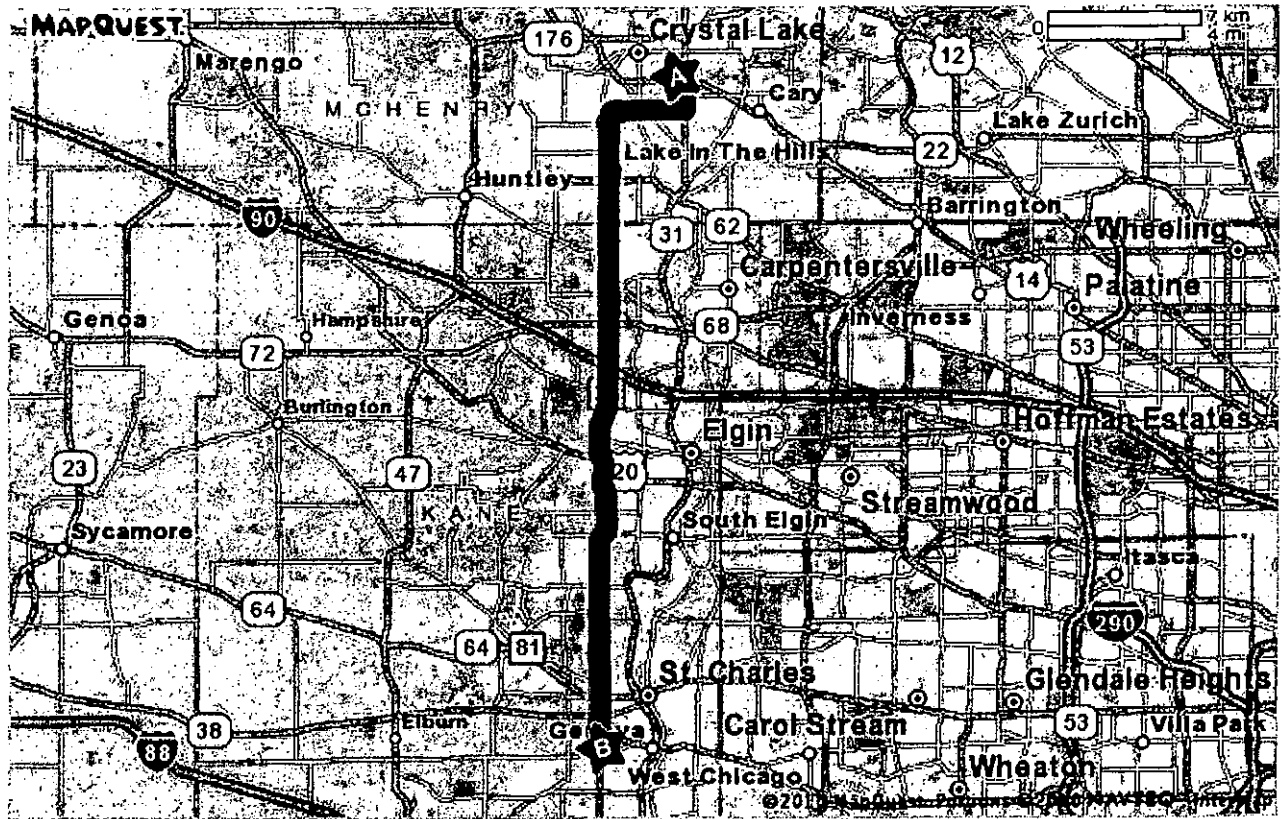 MAPQUEST
176
Crystal Lake
7 km
0
4 mi
Marengo
A
12
MCHENRY
Cary
Lake Zurich
Lake In The Hills
22
Huntley
Barrington
90
31
62
Wheeling
Carpentersville
14
Palatine
Genoa
Hampshire
68
Inverness
72
53
Burlington
Hoffman Estates
Elgin
23
47
20
Streamwood
KANE
South Elgin
Sycamore
Itasca
64
290
64
81
St. Charles
Glendale Heights
38
Elburn
Carol Stream
53
Villa Park
B
88
West Chicago
Wheaton